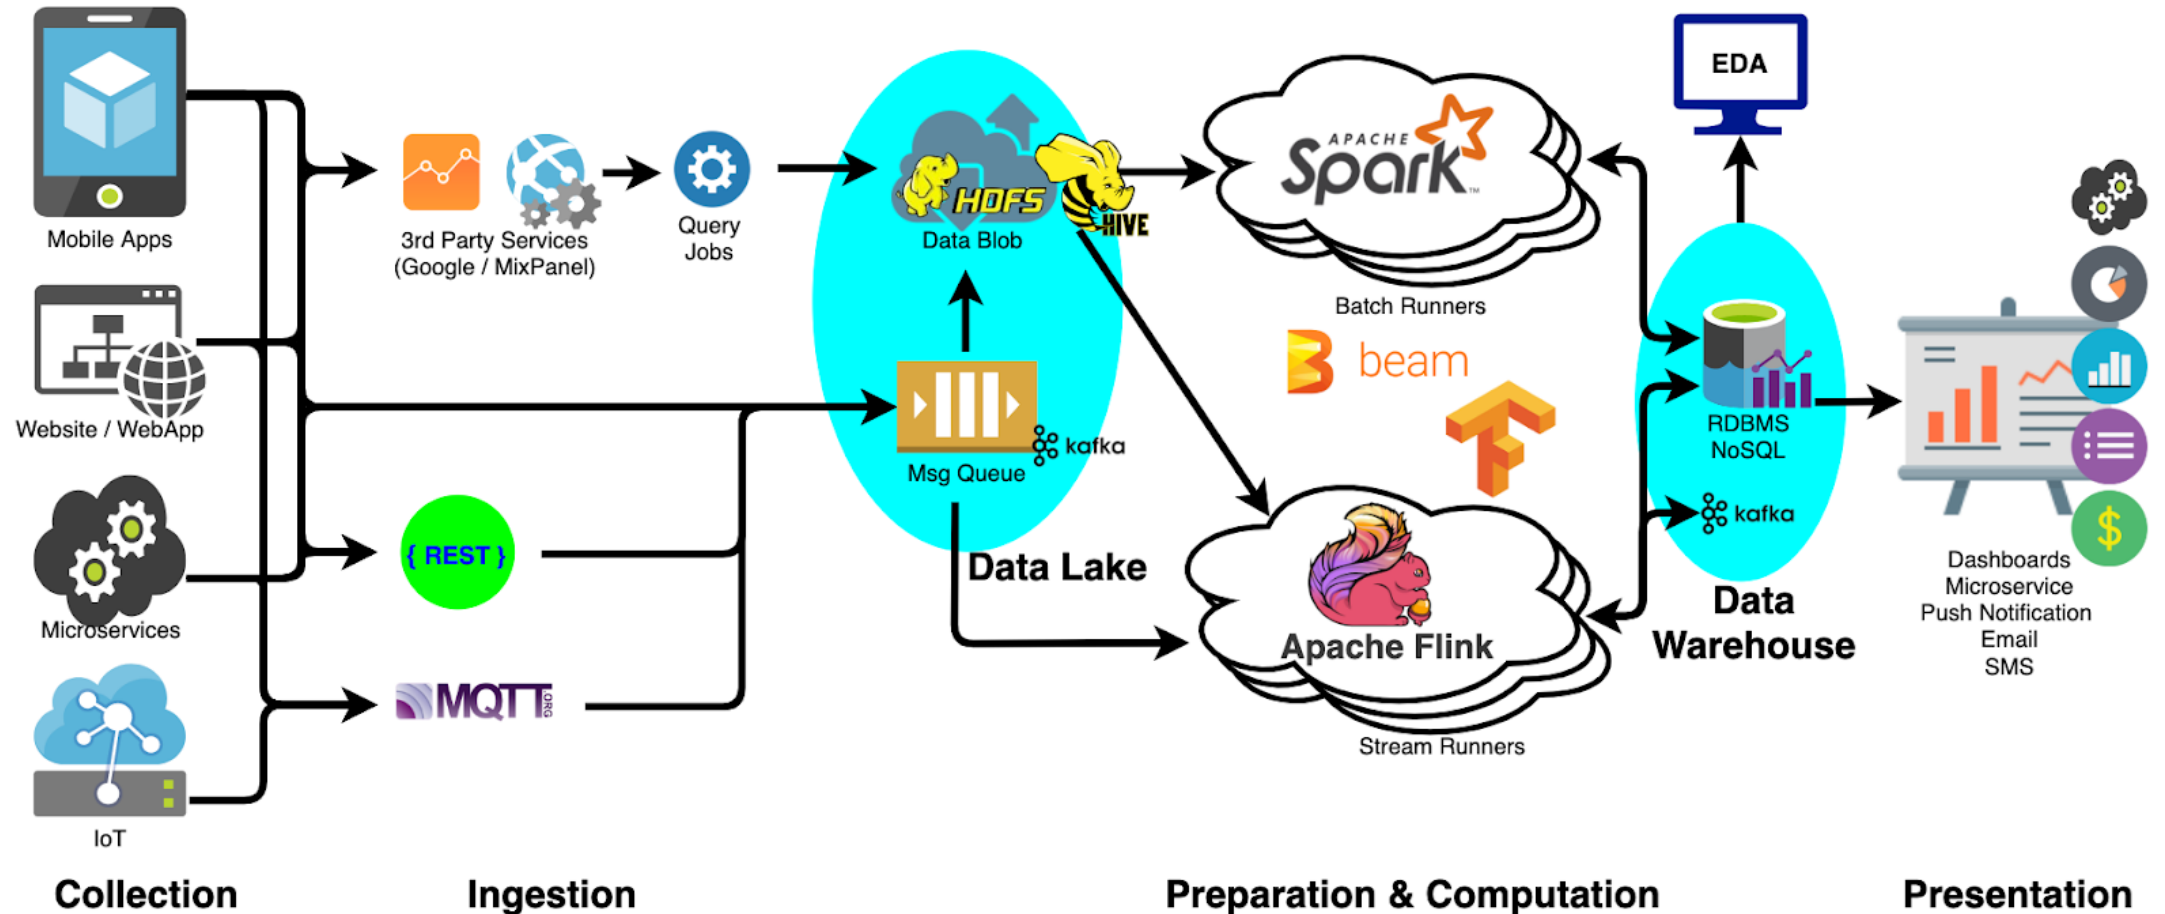 Mobile Apps
Website / WebApp
Microservices
IoT
Collection
3rd Party Services
(Google / MixPanel)
Query
Jobs
{ REST }
MQTT
.ORG
Ingestion
HDFS
HIVE
Data Blob
Msg Queue
kafka
Data Lake
APACHE
Spark
TM
Batch Runners
beam
Apache Flink
Stream Runners
Preparation & Computation
EDA
RDBMS
NoSQL
kafka
Data
Warehouse
$
Dashboards
Microservice
Push Notification
Email
SMS
Presentation